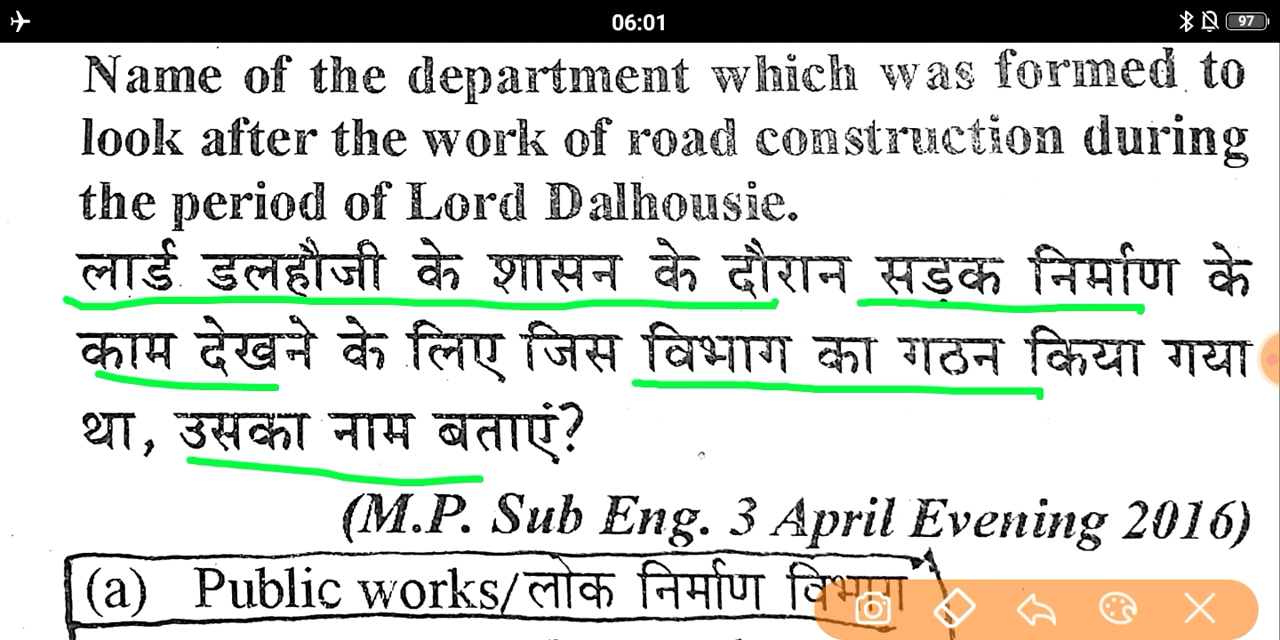 06:01
97
Name of the department which was formed to
look after the work of road construction during
the period of Lord Dalhousie.
लार्ड डलहौजी के शासन के दौरान सड़क निर्माण के
काम देखने के लिए जिस विभाग का गठन किया गया
था, उसका नाम बताएं?
(M.P. Sub Eng. 3 April Evening 2016)
(a) Public works/लोक निर्माण विभाग